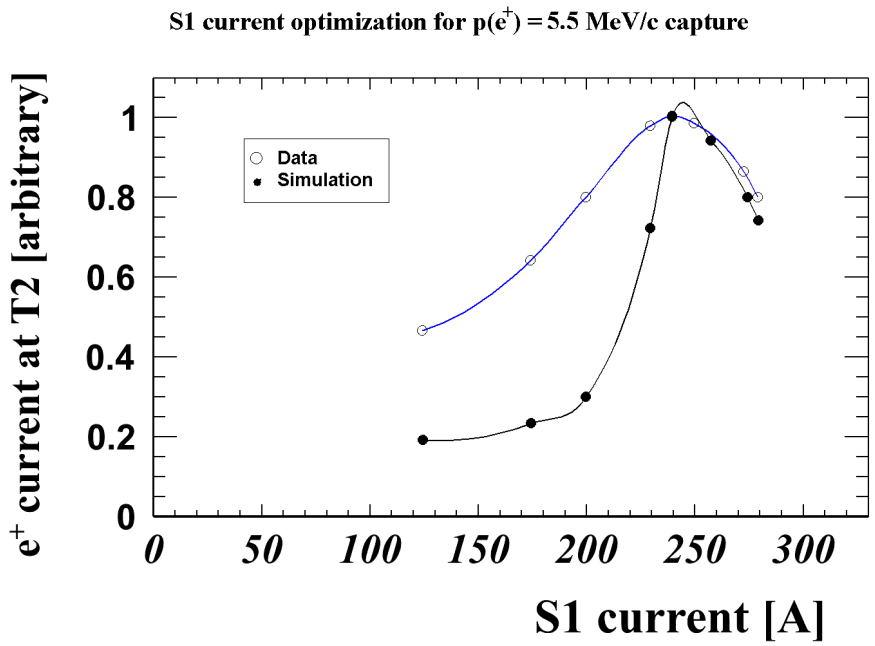 S1 current optimization for p(e+) = 5.5 MeV/c capture
e+ current at T2 [arbitrary]
1
0.8
0.6
0.4
0.2
0
Data
Simulation
0 50 100 150 200 250 300
S1 current [A]